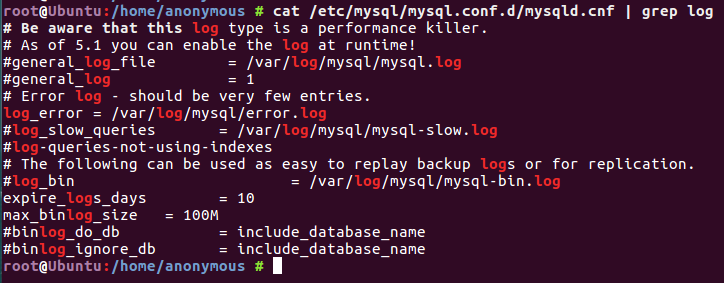 root@Ubuntu:/home/anonymous # cat /etc/mysql/mysql.conf.d/mysqld.cnf | grep log
# Be aware that this log type is a performance killer.
# As of 5.1 you can enable the log at runtime!
#general_log_file        = /var/log/mysql/mysql.log
#general_log             = 1
# Error log - should be very few entries.
log_error = /var/log/mysql/error.log
#log_slow_queries       = /var/log/mysql/mysql-slow.log
#log-queries-not-using-indexes
# The following can be used as easy to replay backup logs or for replication.
#log_bin                        = /var/log/mysql/mysql-bin.log
expire_logs_days        = 10
max_binlog_size   = 100M
#binlog_do_db           = include_database_name
#binlog_ignore_db       = include_database_name
root@Ubuntu:/home/anonymous #